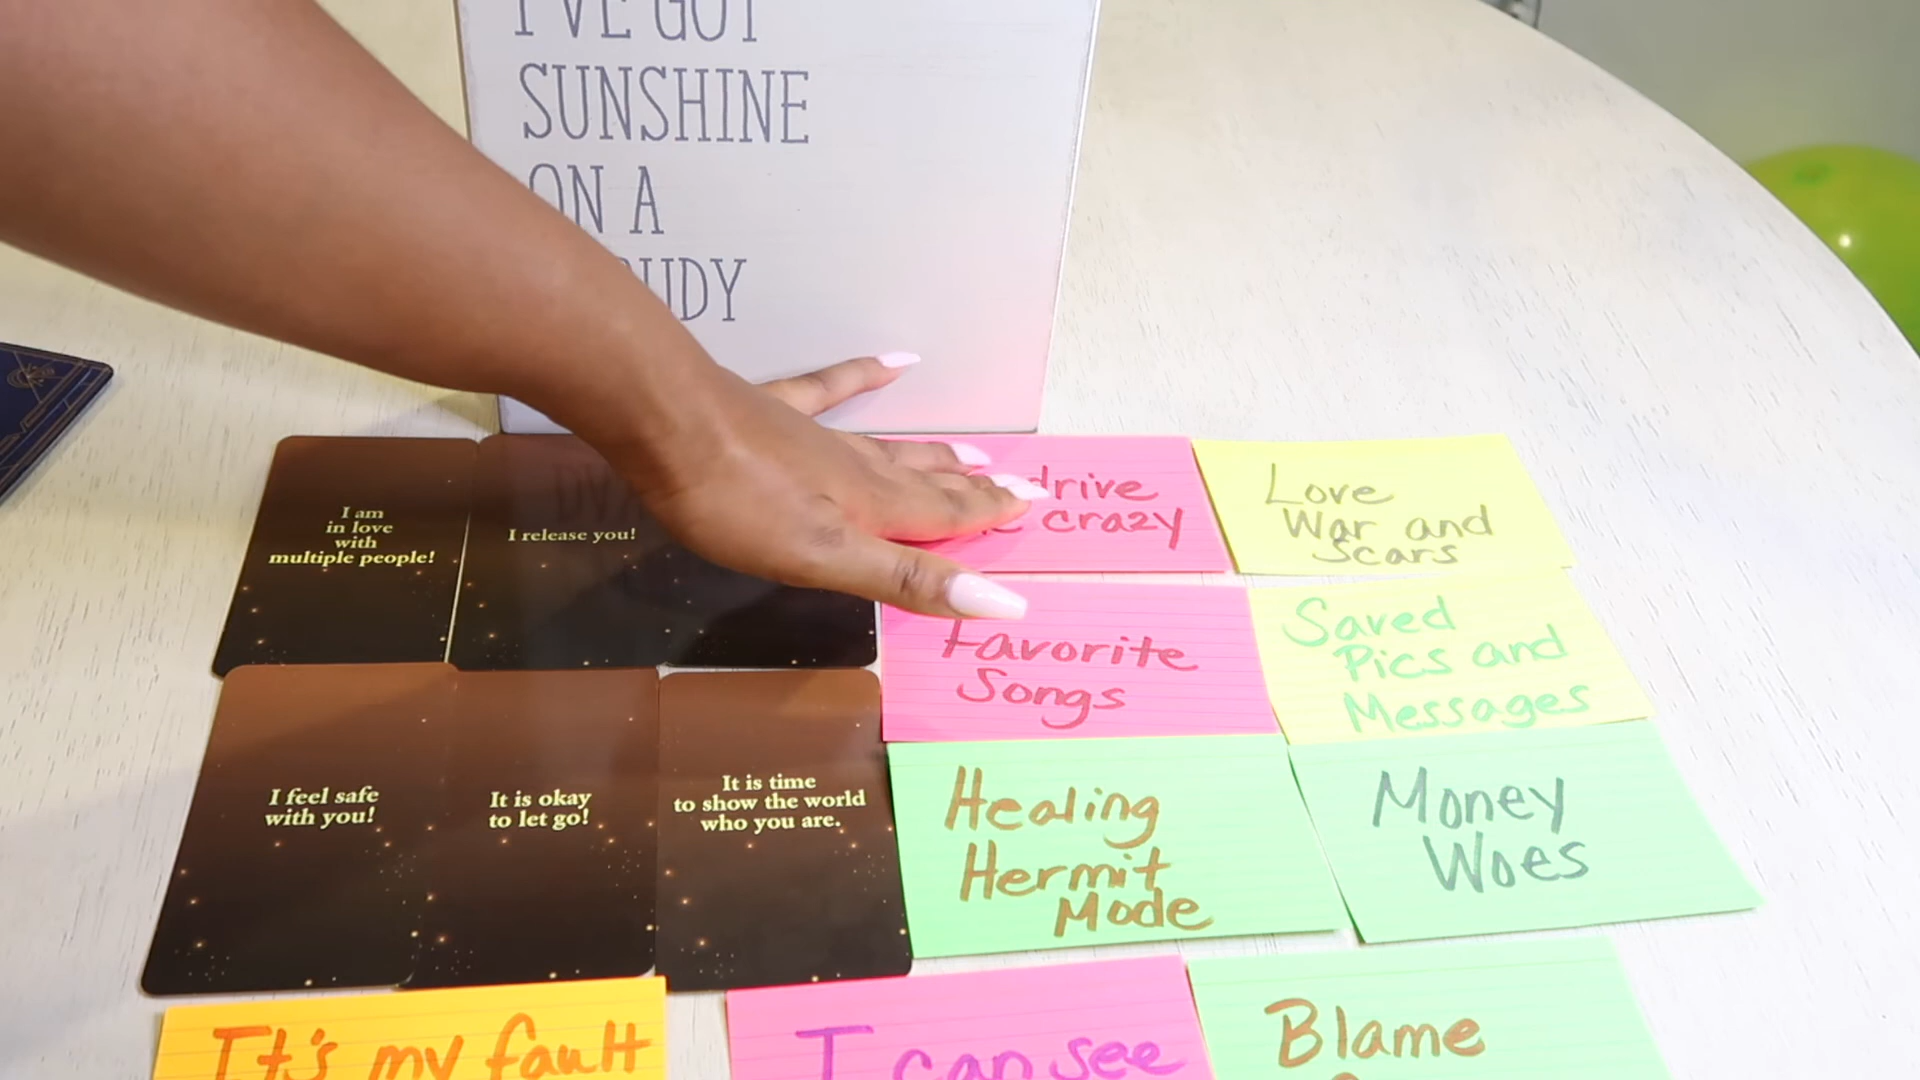 I'VE GOT
SUNSHINE
ON A
UDY
I am
in love
with
multiple people!
I release you!
drive
crazy
Love
War and
Scars
Favorite
Songs
Saved
Pics and
Messages
I feel safe
with you!
It is okay
to let go!
It is time
to show the world
who you are.
Healing
Hermit
Mode
Money
Woes
It's my fault
I can see
Blame